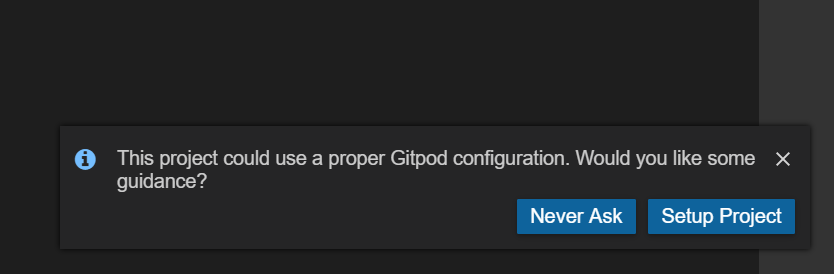 This project could use a proper Gitpod configuration. Would you like some
guidance?
Never Ask
Setup Project